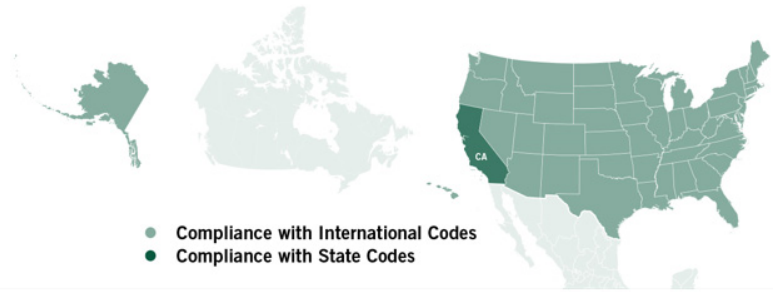 CA
Compliance with International Codes
Compliance with State Codes